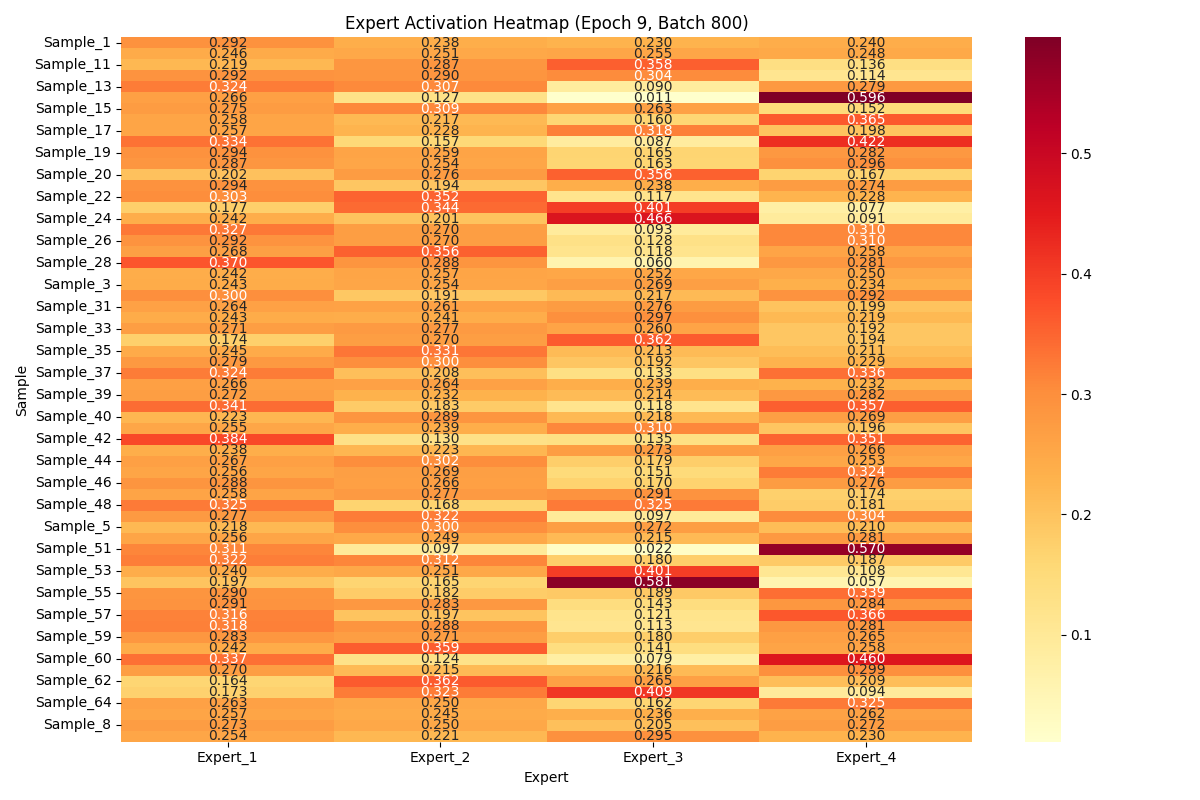 Expert Activation Heatmap (Epoch 9, Batch 800)
Sample_1 0.292 0.238 0.230 0.240
0.246 0.251 0.255 0.248
Sample_11 0.219 0.287 0.358 0.136
0.292 0.290 0.304 0.114
Sample_13 0.324 0.307 0.090 0.279
0.266 0.127 0.011 0.596
Sample_15 0.275 0.309 0.263 0.152
0.258 0.217 0.160 0.365
Sample_17 0.257 0.228 0.318 0.198
0.334 0.157 0.087 0.422
Sample_19 0.294 0.259 0.165 0.282
0.287 0.254 0.163 0.296
Sample_20 0.202 0.276 0.356 0.167
0.294 0.194 0.238 0.274
Sample_22 0.303 0.352 0.117 0.228
0.177 0.344 0.401 0.077
Sample_24 0.242 0.201 0.466 0.091
0.327 0.270 0.093 0.310
Sample_26 0.292 0.270 0.128 0.310
0.268 0.356 0.118 0.258
Sample_28 0.370 0.288 0.060 0.281
0.242 0.257 0.252 0.250
Sample_3 0.243 0.254 0.269 0.234
0.300 0.191 0.217 0.292
Sample_31 0.264 0.261 0.276 0.199
0.243 0.241 0.297 0.219
Sample_33 0.271 0.277 0.260 0.192
0.174 0.270 0.362 0.194
Sample_35 0.245 0.331 0.213 0.211
0.279 0.300 0.192 0.229
Sample_37 0.324 0.208 0.133 0.336
0.266 0.264 0.239 0.232
Sample_39 0.272 0.232 0.214 0.282
0.341 0.183 0.118 0.357
Sample_40 0.223 0.289 0.218 0.269
0.255 0.239 0.310 0.196
Sample_42 0.384 0.130 0.135 0.351
0.238 0.223 0.273 0.266
Sample_44 0.267 0.302 0.179 0.253
0.256 0.269 0.151 0.324
Sample_46 0.288 0.266 0.170 0.276
0.258 0.277 0.291 0.174
Sample_48 0.325 0.168 0.325 0.181
0.277 0.322 0.097 0.304
Sample_5 0.218 0.300 0.272 0.210
0.256 0.249 0.215 0.281
Sample_51 0.311 0.097 0.022 0.570
0.322 0.312 0.180 0.187
Sample_53 0.240 0.251 0.401 0.108
0.197 0.165 0.581 0.057
Sample_55 0.290 0.182 0.189 0.339
0.291 0.283 0.143 0.284
Sample_57 0.316 0.197 0.121 0.366
0.318 0.288 0.113 0.281
Sample_59 0.283 0.271 0.180 0.265
0.242 0.359 0.141 0.258
Sample_60 0.337 0.124 0.079 0.460
0.270 0.215 0.216 0.299
Sample_62 0.164 0.362 0.265 0.209
0.173 0.323 0.409 0.094
Sample_64 0.263 0.250 0.162 0.325
0.257 0.245 0.236 0.262
Sample_8 0.273 0.250 0.205 0.272
0.254 0.221 0.295 0.230
Expert_1 Expert_2 Expert_3 Expert_4
Expert
Sample
0.5
0.4
0.3
0.2
0.1